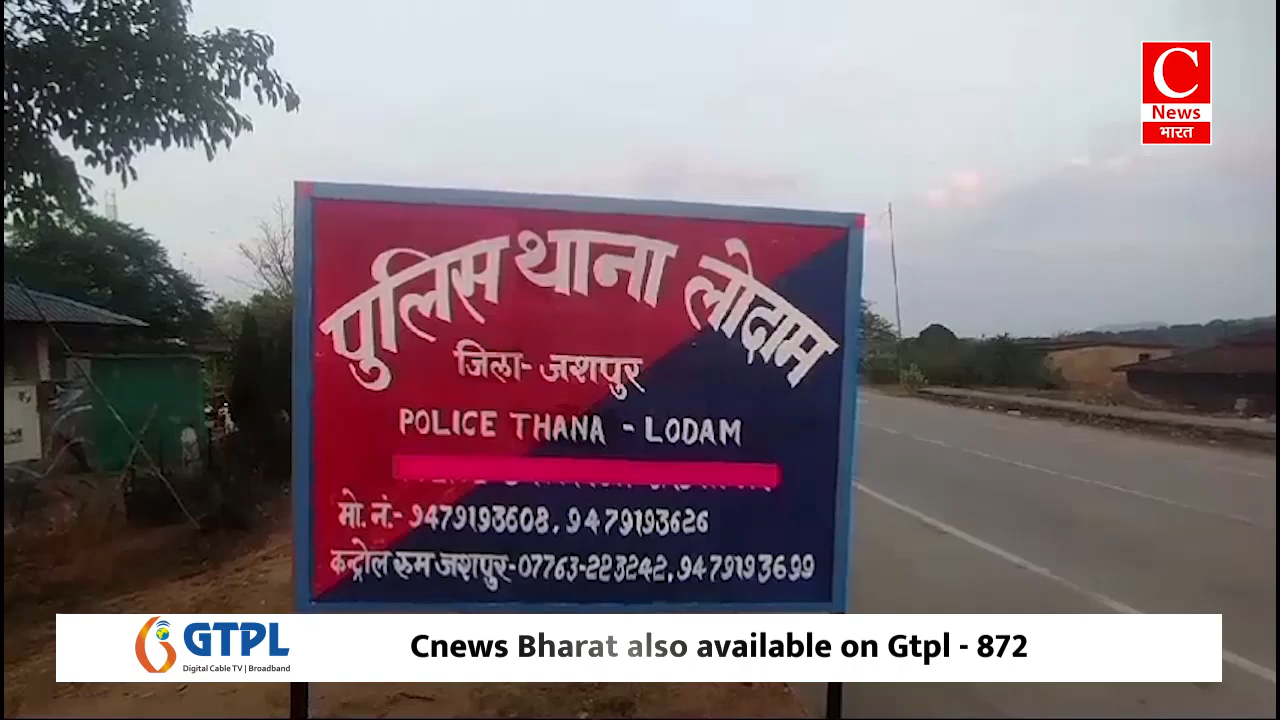 C
News
भारत
पुलिस थाना लोदाम
जिला- जशपुर
POLICE THANA - LODAM
मो. नं.- 9479193608, 9479193626
कन्ट्रोल रुम जशपुर-07763-223242, 9479193699
GTPL
Digital Cable TV | Broadband
Cnews Bharat also available on Gtpl - 872